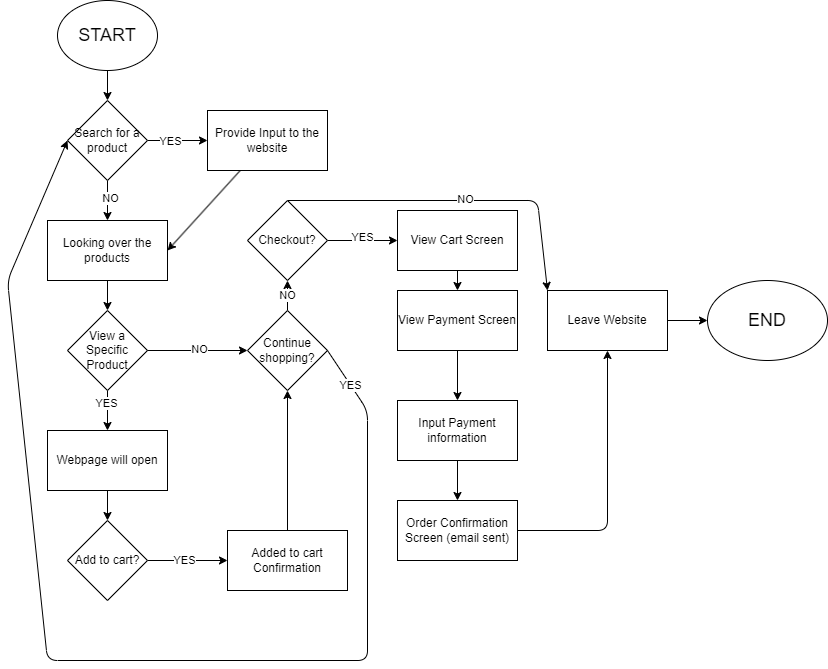 START
Search for a
product
YES
Provide Input to the
website
NO
Looking over the
products
View a
Specific
Product
NO
YES
Webpage will open
Add to cart?
YES
Added to cart
Confirmation
Continue
shopping?
YES
NO
Checkout?
NO
YES
View Cart Screen
View Payment Screen
Input Payment
information
Order Confirmation
Screen (email sent)
Leave Website
END